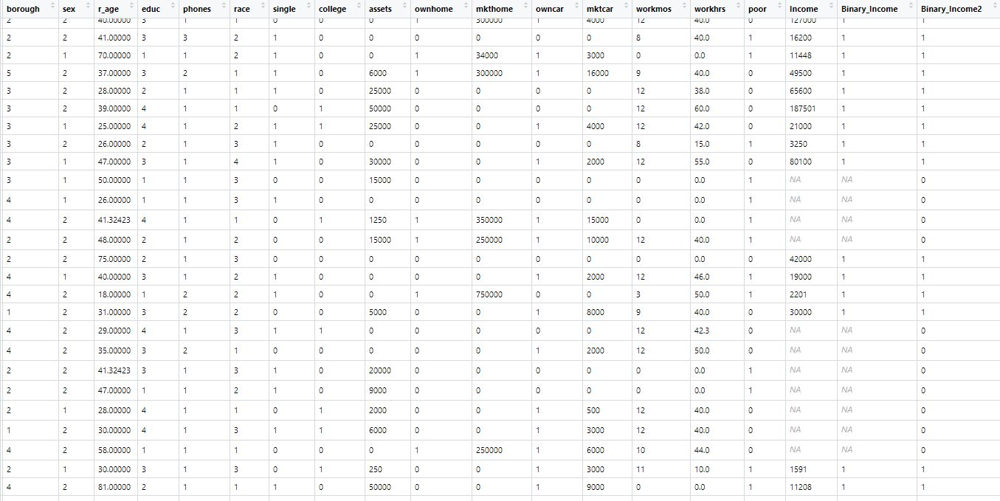 borough sex r_age educ phones race single college assets ownhome mkthome owncar mktcar workmos workhrs poor Income Binary_Income Binary_Income2
2 2 40.00000 3 1 1 0 0 0 1 300000 1 4000 12 40.0 0 127000 1 1
2 2 41.00000 3 3 2 1 0 0 0 0 0 0 8 40.0 1 16200 1 1
2 1 70.00000 1 1 2 1 0 0 1 34000 1 3000 0 0.0 1 11448 1 1
5 2 37.00000 3 2 1 1 0 6000 1 300000 1 16000 9 40.0 0 49500 1 1
3 2 28.00000 2 1 1 1 0 25000 0 0 0 0 12 38.0 0 65600 1 1
3 2 39.00000 4 1 1 0 1 50000 0 0 0 0 12 60.0 0 187501 1 1
3 1 25.00000 4 1 2 1 1 25000 0 0 1 4000 12 42.0 0 21000 1 1
3 2 26.00000 2 1 3 1 0 0 0 0 0 0 8 15.0 1 3250 1 1
3 1 47.00000 3 1 4 1 0 30000 0 0 1 2000 12 55.0 0 80100 1 1
3 1 50.00000 1 1 3 0 0 15000 0 0 0 0 0 0.0 1 NA NA 0
4 1 26.00000 1 1 3 1 0 0 0 0 0 0 0 0.0 1 NA NA 0
4 2 41.32423 4 1 1 0 1 1250 1 350000 1 15000 0 0.0 1 NA NA 0
2 2 48.00000 2 1 2 0 0 15000 1 250000 1 10000 12 40.0 1 NA NA 0
2 2 75.00000 2 1 3 0 0 0 0 0 0 0 0 0.0 0 42000 1 1
4 1 40.00000 3 1 2 1 0 0 0 0 1 2000 12 46.0 1 19000 1 1
4 2 18.00000 1 2 2 1 0 0 1 750000 0 0 3 50.0 1 2201 1 1
1 2 31.00000 3 2 2 0 0 5000 0 0 1 8000 9 40.0 0 30000 1 1
4 2 29.00000 4 1 3 1 1 0 0 0 0 0 12 42.3 0 NA NA 0
4 2 35.00000 3 2 1 0 0 0 0 0 1 2000 12 50.0 0 NA NA 0
2 2 41.32423 3 1 3 1 0 20000 0 0 0 0 0 0.0 1 NA NA 0
2 2 47.00000 1 1 2 1 0 9000 0 0 0 0 0 0.0 1 NA NA 0
2 1 28.00000 4 1 1 0 1 2000 0 0 1 500 12 40.0 0 NA NA 0
1 2 30.00000 4 1 3 1 1 6000 0 0 1 3000 12 40.0 0 NA NA 0
4 2 58.00000 1 1 1 0 0 0 1 250000 1 6000 10 44.0 0 NA NA 0
2 1 30.00000 3 1 3 0 1 250 0 0 1 3000 11 10.0 1 1591 1 1
4 2 81.00000 2 1 1 1 0 50000 0 0 1 9000 0 0.0 1 11208 1 1